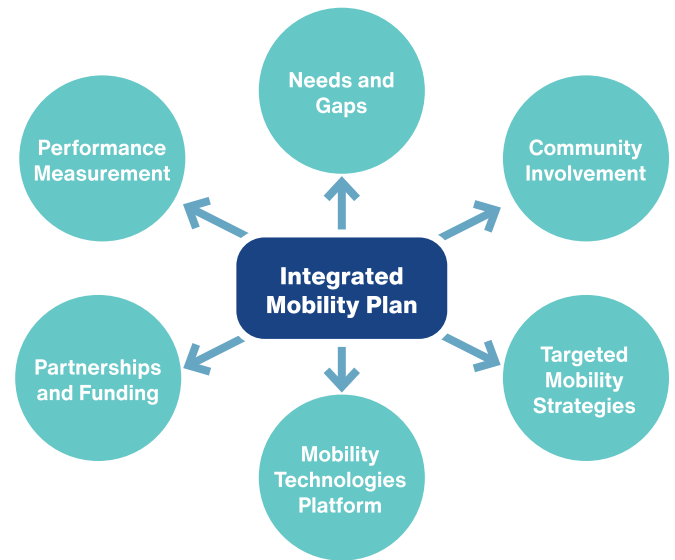 Needs and
Gaps
Performance
Measurement
Community
Involvement
Integrated
Mobility Plan
Partnerships
and Funding
Targeted
Mobility
Strategies
Mobility
Technologies
Platform